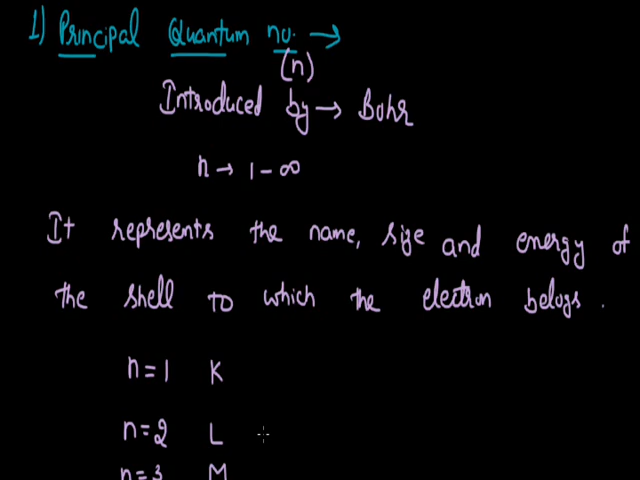 1) Principal Quantum no. →
(n)
Introduced by → Bohr
n → 1 - ∞
It represents the name, size and energy of
the shell to which the electron belogs.
n = 1 K
n = 2 L
n = 3 M